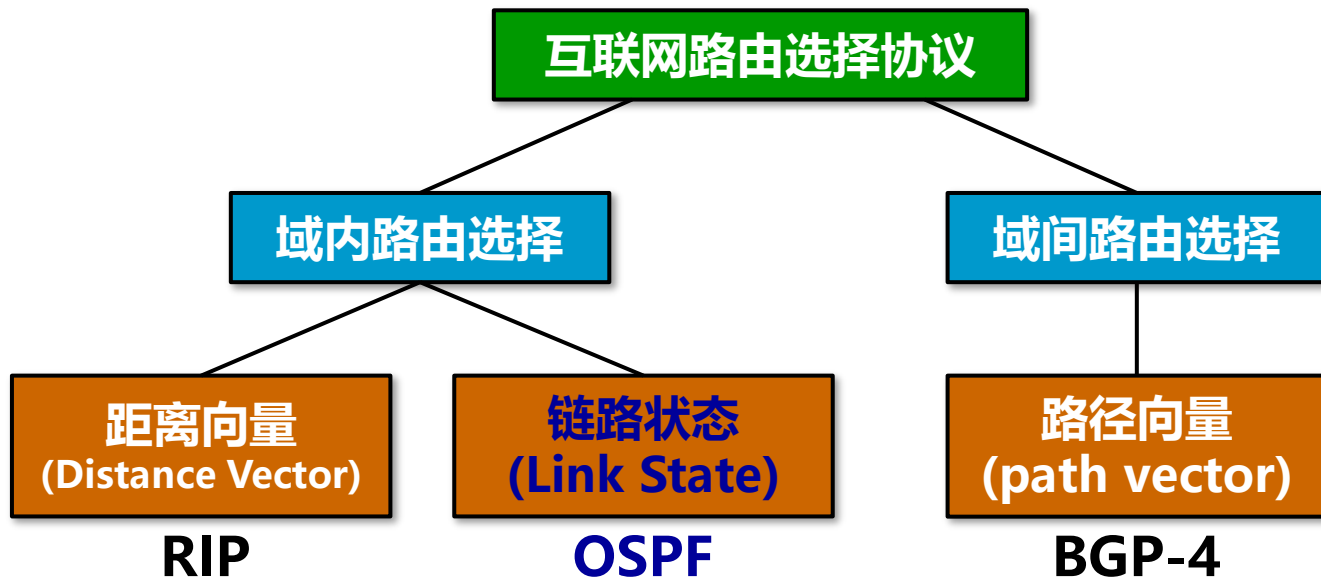 互联网路由选择协议
域内路由选择
域间路由选择
距离向量
(Distance Vector)
链路状态
(Link State)
路径向量
(path vector)
RIP
OSPF
BGP-4